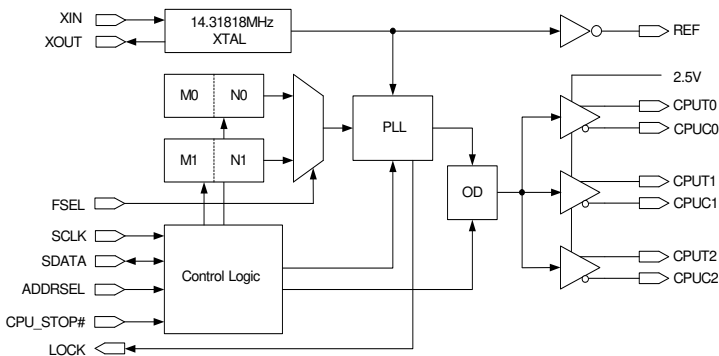 XIN
XOUT
14.31818MHz
XTAL
REF
M0 N0
M1 N1
PLL
OD
2.5V
CPUT0
CPUC0
CPUT1
CPUC1
CPUT2
CPUC2
FSEL
SCLK
SDATA
ADDRSEL
CPU_STOP#
LOCK
Control Logic